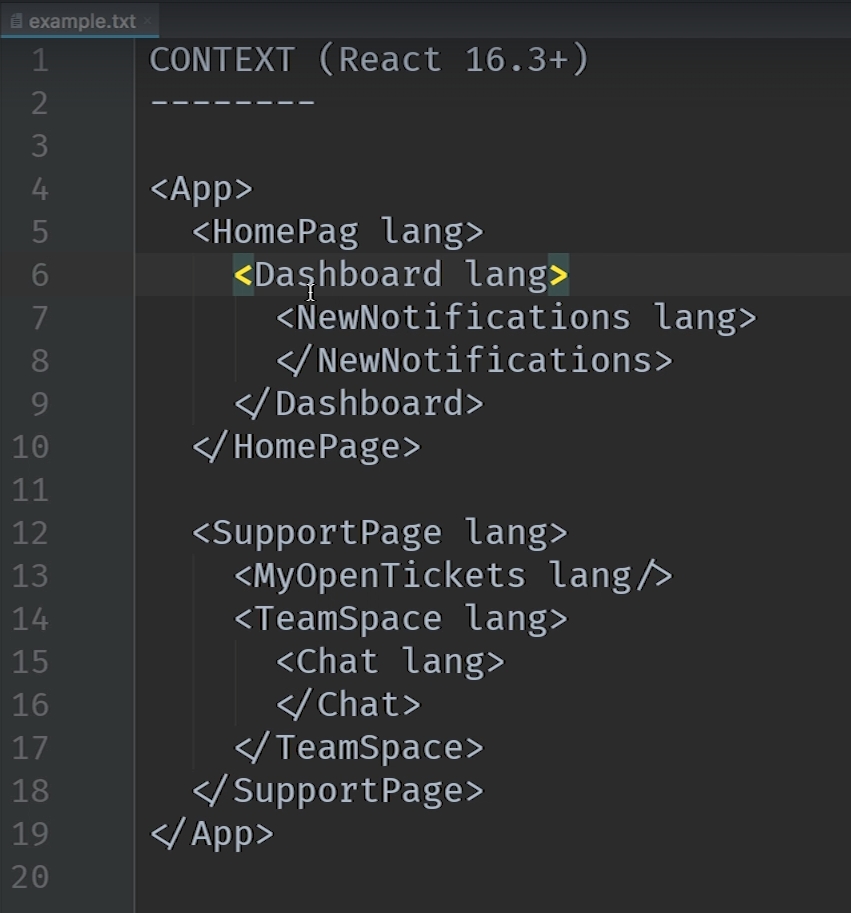 example.txt
1 CONTEXT (React 16.3+)
2 --------
3
4 <App>
5   <HomePag lang>
6     <Dashboard lang>
7       <NewNotifications lang>
8       </NewNotifications>
9     </Dashboard>
10   </HomePage>
11
12   <SupportPage lang>
13     <MyOpenTickets lang/>
14     <TeamSpace lang>
15       <Chat lang>
16       </Chat>
17     </TeamSpace>
18   </SupportPage>
19 </App>
20